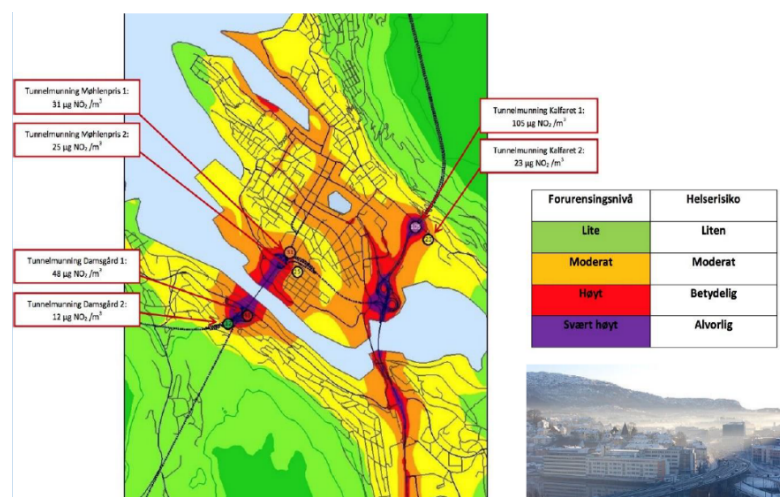 Tunnelmunning Møhlenpris 1:
31 µg NO₂ /m³
Tunnelmunning Møhlenpris 2:
25 µg NO₂ /m³
Tunnelmunning Damsgård 1:
48 µg NO₂ /m³
Tunnelmunning Damsgård 2:
12 µg NO₂ /m³
Tunnelmunning Kalfaret 1:
105 µg NO₂ /m³
Tunnelmunning Kalfaret 2:
23 µg NO₂ /m³
Forurensingsnivå Helserisiko
Lite Liten
Moderat Moderat
Høyt Betydelig
Svært høyt Alvorlig